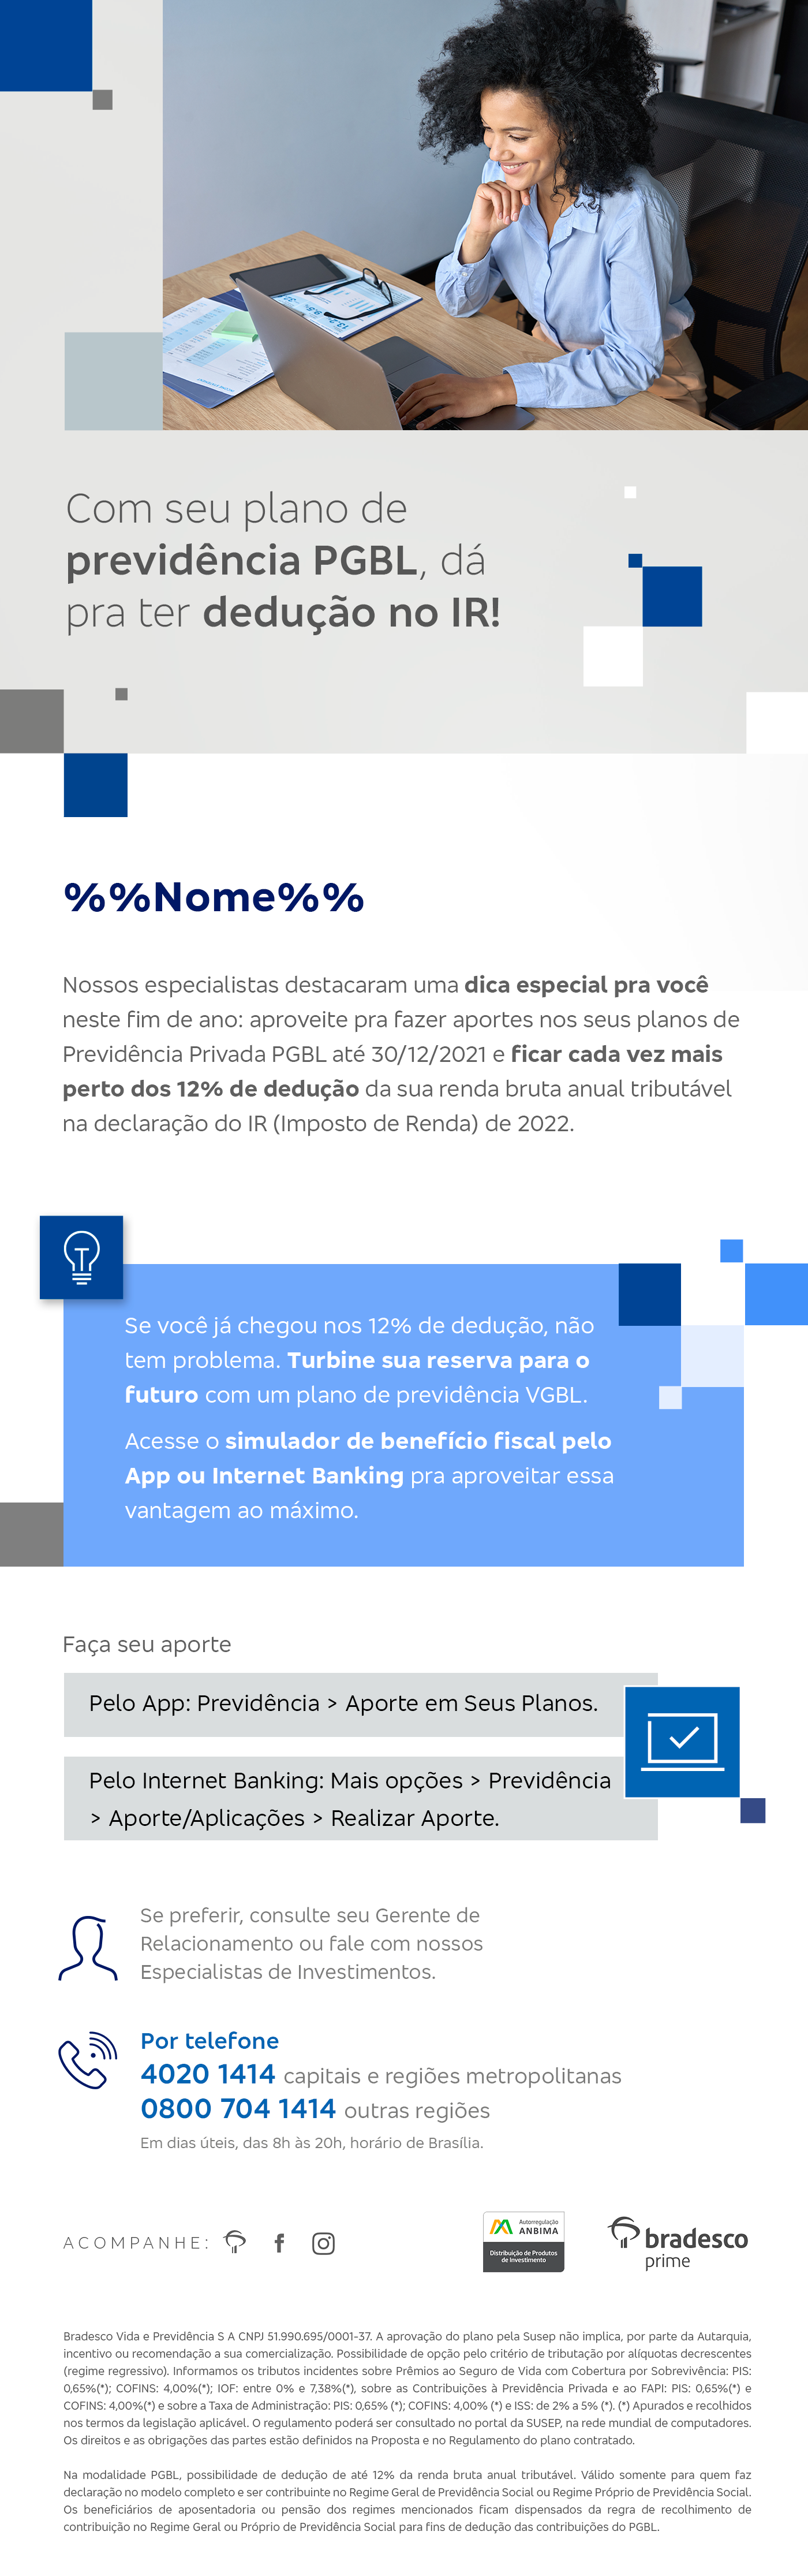 Com seu plano de
previdência PGBL, dá
pra ter dedução no IR!
%%Nome%%
Nossos especialistas destacaram uma dica especial pra você
neste fim de ano: aproveite pra fazer aportes nos seus planos de
Previdência Privada PGBL até 30/12/2021 e ficar cada vez mais
perto dos 12% de dedução da sua renda bruta anual tributável
na declaração do IR (Imposto de Renda) de 2022.
Se você já chegou nos 12% de dedução, não
tem problema. Turbine sua reserva para o
futuro com um plano de previdência VGBL.
Acesse o simulador de benefício fiscal pelo
App ou Internet Banking pra aproveitar essa
vantagem ao máximo.
Faça seu aporte
Pelo App: Previdência > Aporte em Seus Planos.
Pelo Internet Banking: Mais opções > Previdência
> Aporte/Aplicações > Realizar Aporte.
Se preferir, consulte seu Gerente de
Relacionamento ou fale com nossos
Especialistas de Investimentos.
Por telefone
4020 1414 capitais e regiões metropolitanas
0800 704 1414 outras regiões
Em dias úteis, das 8h às 20h, horário de Brasília.
ACOMPANHE:
Autorregulação
ANBIMA
Distribuição de Produtos
de Investimento
bradesco
prime
Bradesco Vida e Previdência S A CNPJ 51.990.695/0001-37. A aprovação do plano pela Susep não implica, por parte da Autarquia,
incentivo ou recomendação a sua comercialização. Possibilidade de opção pelo critério de tributação por alíquotas decrescentes
(regime regressivo). Informamos os tributos incidentes sobre Prêmios ao Seguro de Vida com Cobertura por Sobrevivência: PIS:
0,65%(*); COFINS: 4,00%(*); IOF: entre 0% e 7,38%(*), sobre as Contribuições à Previdência Privada e ao FAPI: PIS: 0,65%(*) e
COFINS: 4,00%(*) e sobre a Taxa de Administração: PIS: 0,65% (*); COFINS: 4,00% (*) e ISS: de 2% a 5% (*). (*) Apurados e recolhidos
nos termos da legislação aplicável. O regulamento poderá ser consultado no portal da SUSEP, na rede mundial de computadores.
Os direitos e as obrigações das partes estão definidos na Proposta e no Regulamento do plano contratado.
Na modalidade PGBL, possibilidade de dedução de até 12% da renda bruta anual tributável. Válido somente para quem faz
declaração no modelo completo e ser contribuinte no Regime Geral de Previdência Social ou Regime Próprio de Previdência Social.
Os beneficiários de aposentadoria ou pensão dos regimes mencionados ficam dispensados da regra de recolhimento de
contribuição no Regime Geral ou Próprio de Previdência Social para fins de dedução das contribuições do PGBL.